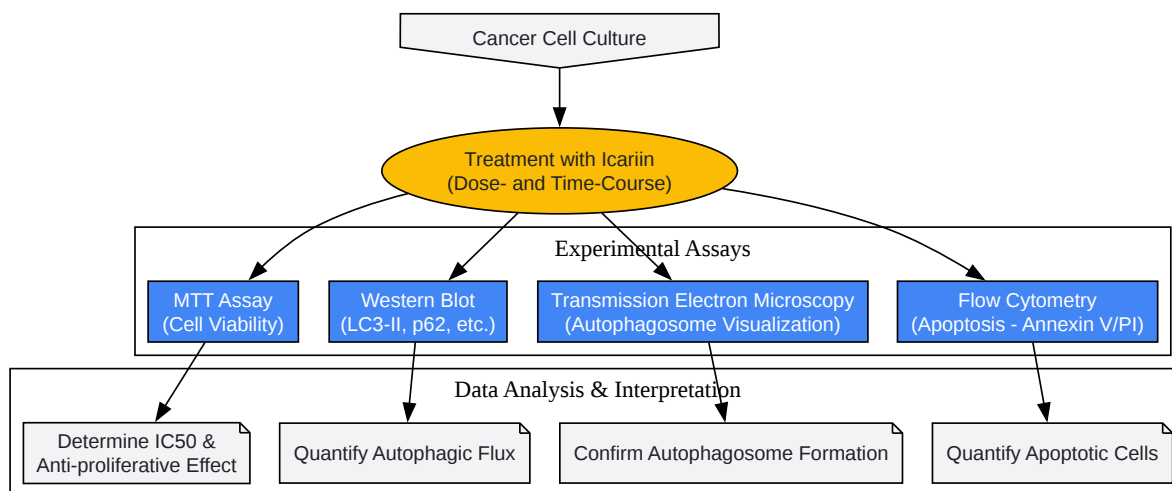 Cancer Cell Culture
Treatment with Icariin
(Dose- and Time-Course)
Experimental Assays
MTT Assay
(Cell Viability)
Western Blot
(LC3-II, p62, etc.)
Transmission Electron Microscopy
(Autophagosome Visualization)
Flow Cytometry
(Apoptosis - Annexin V/PI)
Data Analysis & Interpretation
Determine IC50 &
Anti-proliferative Effect
Quantify Autophagic Flux
Confirm Autophagosome Formation
Quantify Apoptotic Cells